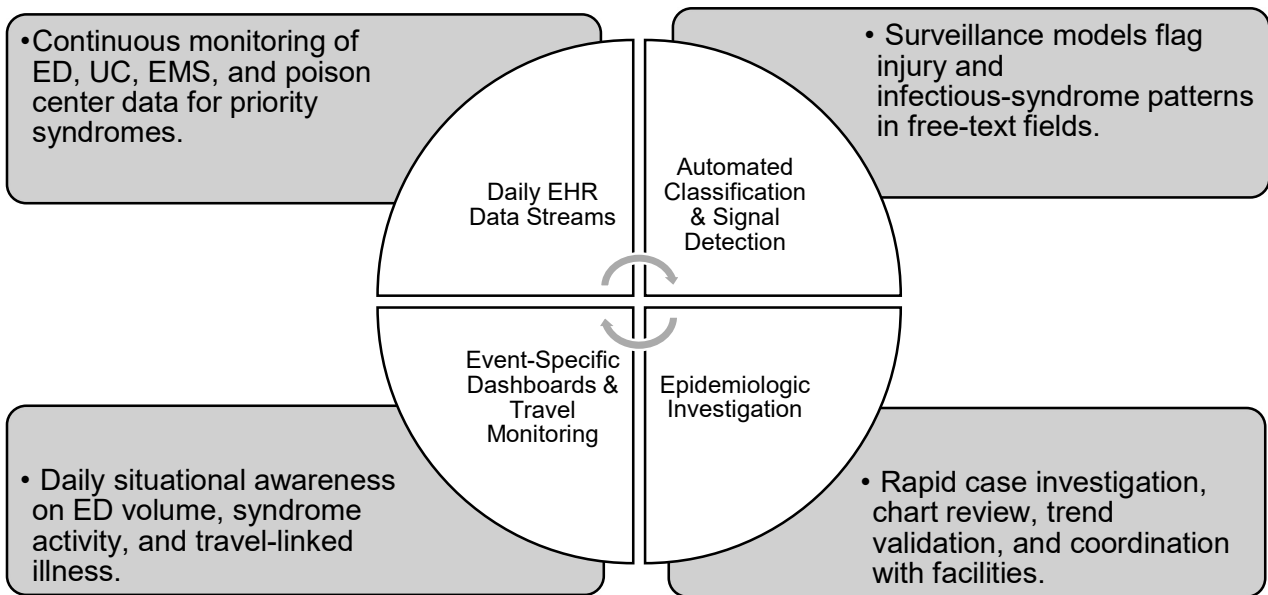 •Continuous monitoring of
ED, UC, EMS, and poison
center data for priority
syndromes.
• Surveillance models flag
injury and
infectious-syndrome patterns
in free-text fields.
Daily EHR
Data Streams
Automated
Classification
& Signal
Detection
Event-Specific
Dashboards &
Travel
Monitoring
Epidemiologic
Investigation
• Daily situational awareness
on ED volume, syndrome
activity, and travel-linked
illness.
• Rapid case investigation,
chart review, trend
validation, and coordination
with facilities.